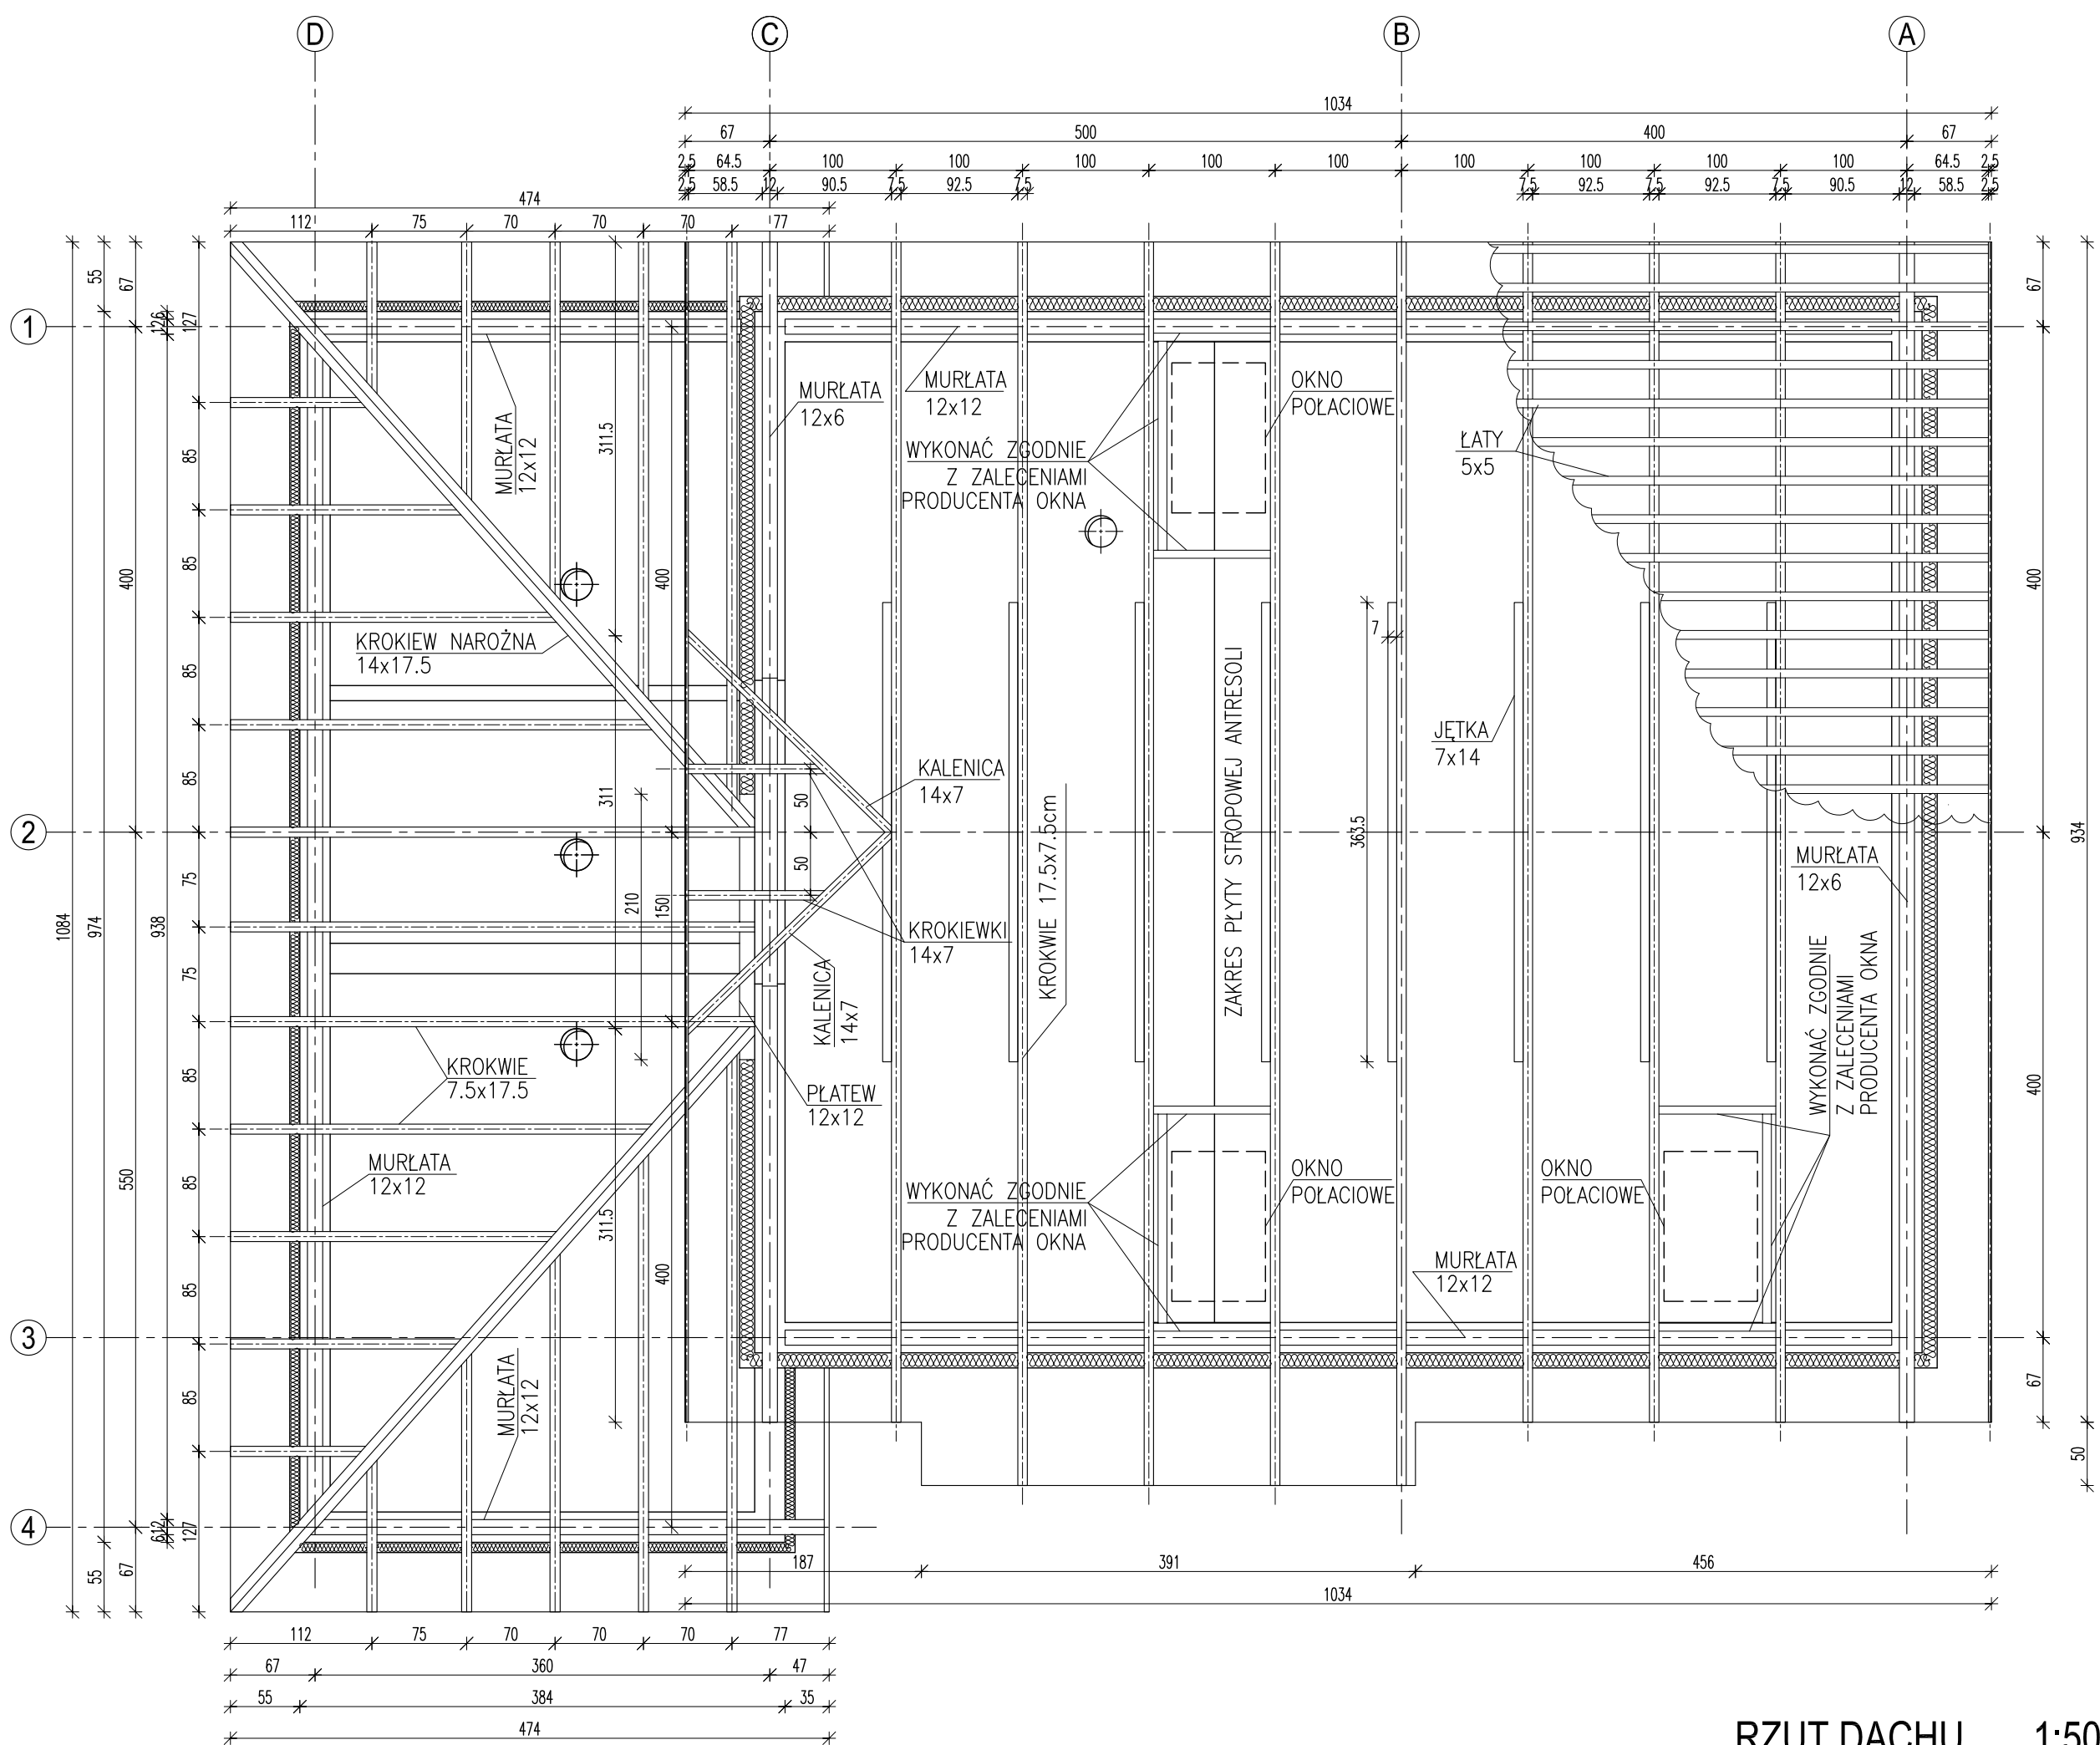 D C B A
1034
67 500 400 67
2.5 64.5 100 100 100 100 100 100 100 100 100 64.5 2.5
2.5 58.5 12 90.5 7.5 92.5 7.5 7.5 92.5 7.5 92.5 7.5 90.5 12 58.5 2.5
474
112 75 70 70 70 77
1
2
3
4
1084
55
974
55
67
400
550
67
126
938
612
127
85
85
85
85
75
75
85
85
85
85
127
311.5
311
311.5
400
150
400
210
50
50
363.5
7
67
400
400
67
934
50
MURŁATA
12x12
MURŁATA
12x6
MURŁATA
12x12
OKNO
POŁACIOWE
WYKONAĆ ZGODNIE
Z ZALECENIAMI
PRODUCENTA OKNA
ŁATY
5x5
KROKIEW NAROŻNA
14x17.5
KALENICA
14x7
JĘTKA
7x14
ZAKRES PŁYTY STROPOWEJ ANTRESOLI
KROKWIE 17.5x7.5cm
MURŁATA
12x6
KROKIEWKI
14x7
KALENICA
14x7
WYKONAĆ ZGODNIE
Z ZALECENIAMI
PRODUCENTA OKNA
KROKWIE
7.5x17.5
PŁATEW
12x12
MURŁATA
12x12
WYKONAĆ ZGODNIE
Z ZALECENIAMI
PRODUCENTA OKNA
OKNO
POŁACIOWE
OKNO
POŁACIOWE
MURŁATA
12x12
MURŁATA
12x12
187 391 456
1034
112 75 70 70 70 77
67 360 47
55 384 35
474
RZUT DACHU 1:50